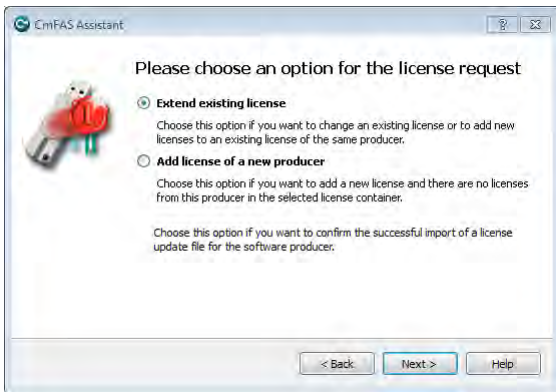 CmFAS Assistant
Please choose an option for the license request
Extend existing license
Choose this option if you want to change an existing license or to add new
licenses to an existing license of the same producer.
Add license of a new producer
Choose this option if you want to add a new license and there are no licenses
from this producer in the selected license container.
Choose this option if you want to confirm the successful import of a license
update file for the software producer.
< Back
Next >
Help